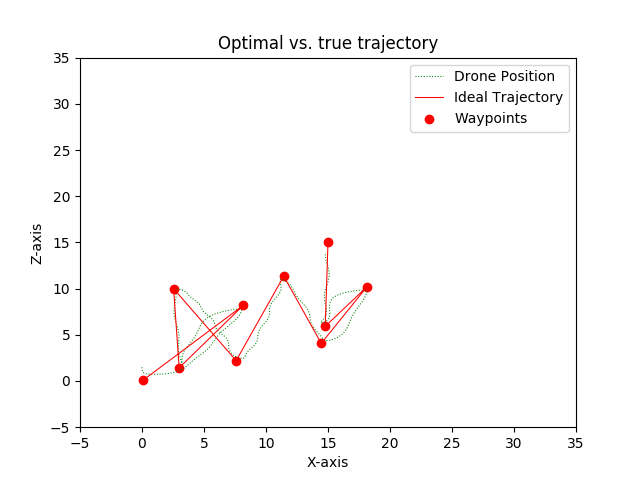 Optimal vs. true trajectory
Drone Position
Ideal Trajectory
Waypoints
Z-axis
35
30
25
20
15
10
5
0
−5
−5 0 5 10 15 20 25 30 35
X-axis